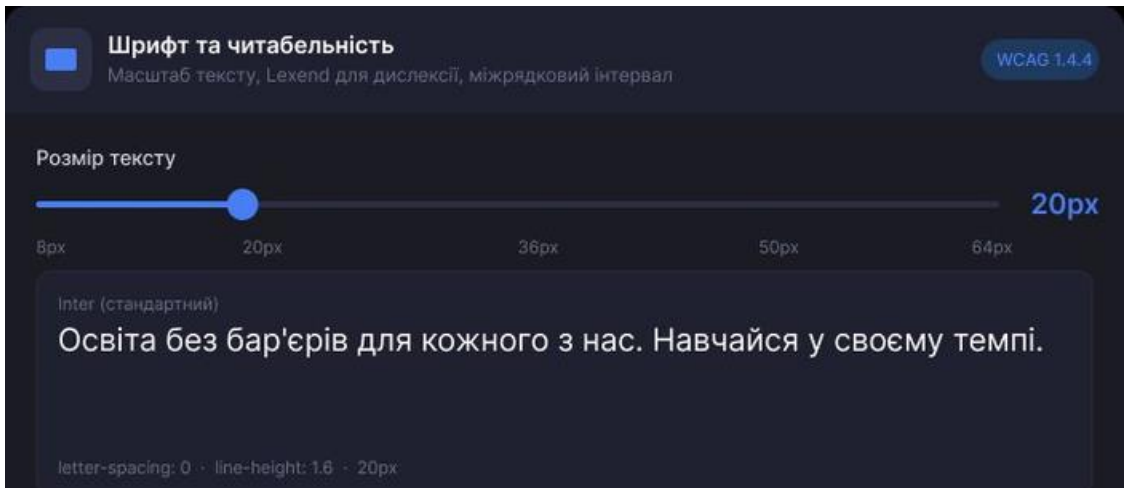 Шрифт та читабельність
Масштаб тексту, Lexend для дислексії, міжрядковий інтервал
WCAG 1.4.4
Розмір тексту
20px
8px 20px 36px 50px 64px
Inter (стандартний)
Освіта без бар'єрів для кожного з нас. Навчайся у своєму темпі.
letter-spacing: 0 · line-height: 1.6 · 20px